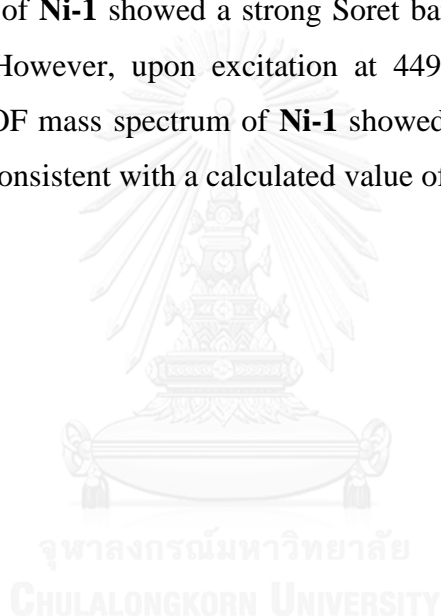 of Ni-1 showed a strong Soret ba
However, upon excitation at 449
OF mass spectrum of Ni-1 showed
onsistent with a calculated value of
จุฬาลงกรณ์มหาวิทยาลัย
CHULALONGKORN UNIVERSITY